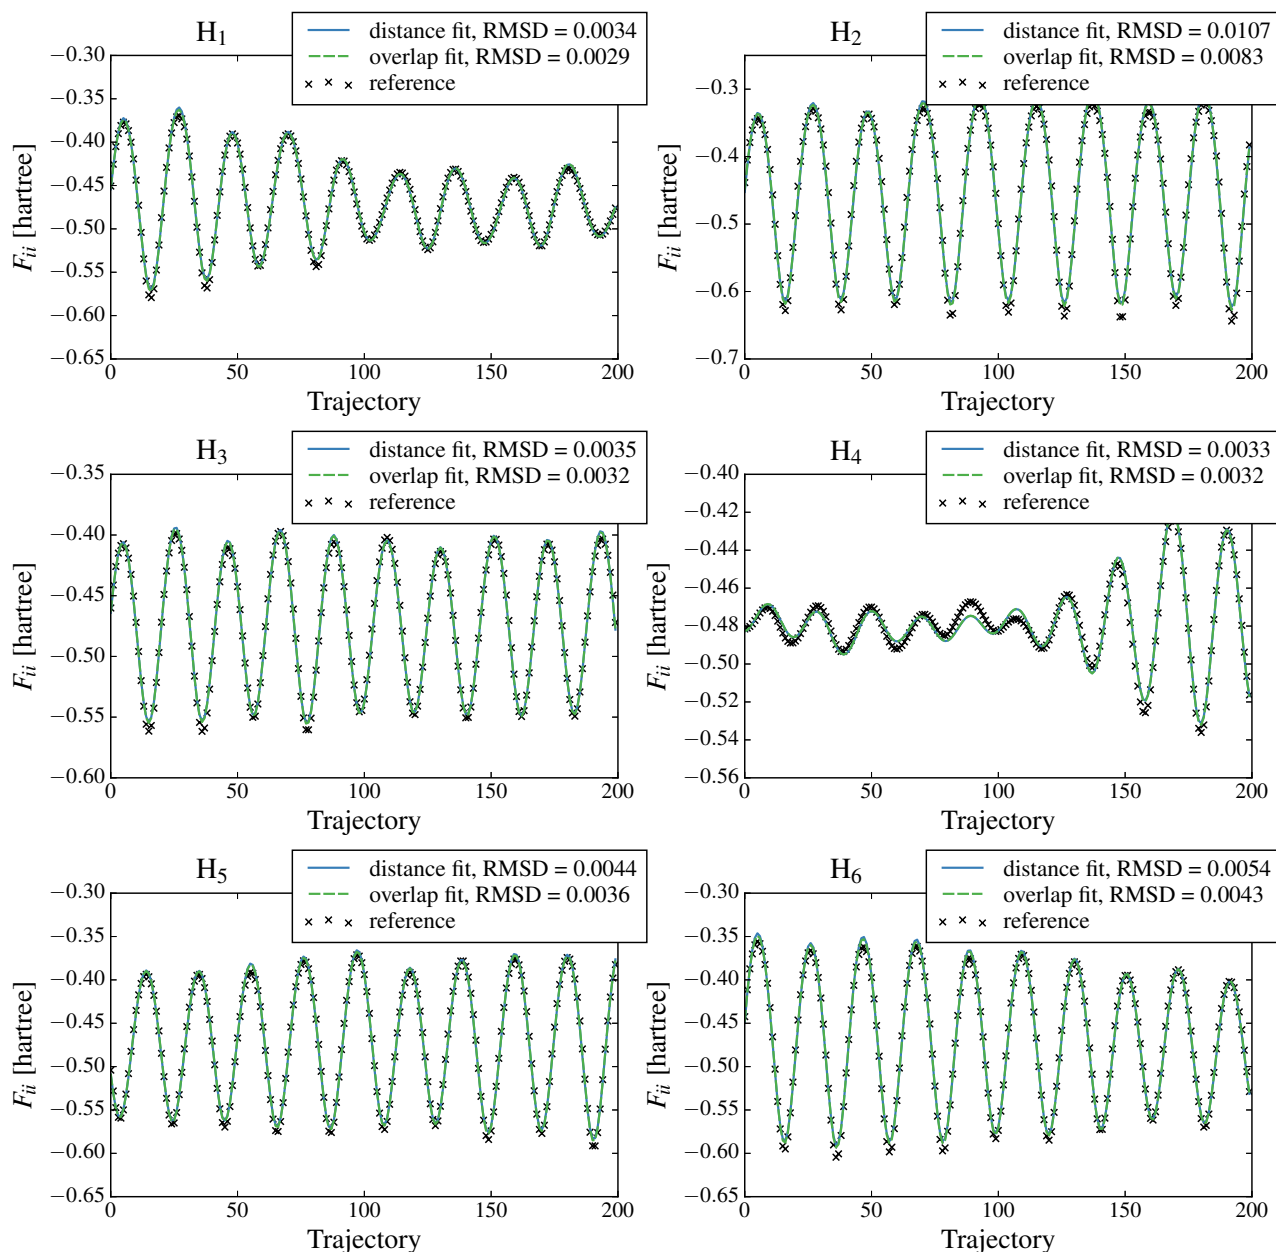 H1
distance fit, RMSD = 0.0034
overlap fit, RMSD = 0.0029
reference
−0.30
−0.35
−0.40
−0.45
−0.50
−0.55
−0.60
−0.65
Fii [hartree]
0 50 100 150 200
Trajectory
H2
distance fit, RMSD = 0.0107
overlap fit, RMSD = 0.0083
reference
−0.3
−0.4
−0.5
−0.6
−0.7
Fii [hartree]
0 50 100 150 200
Trajectory
H3
distance fit, RMSD = 0.0035
overlap fit, RMSD = 0.0032
reference
−0.35
−0.40
−0.45
−0.50
−0.55
−0.60
Fii [hartree]
0 50 100 150 200
Trajectory
H4
distance fit, RMSD = 0.0033
overlap fit, RMSD = 0.0032
reference
−0.40
−0.42
−0.44
−0.46
−0.48
−0.50
−0.52
−0.54
−0.56
Fii [hartree]
0 50 100 150 200
Trajectory
H5
distance fit, RMSD = 0.0044
overlap fit, RMSD = 0.0036
reference
−0.30
−0.35
−0.40
−0.45
−0.50
−0.55
−0.60
−0.65
Fii [hartree]
0 50 100 150 200
Trajectory
H6
distance fit, RMSD = 0.0054
overlap fit, RMSD = 0.0043
reference
−0.30
−0.35
−0.40
−0.45
−0.50
−0.55
−0.60
−0.65
Fii [hartree]
0 50 100 150 200
Trajectory